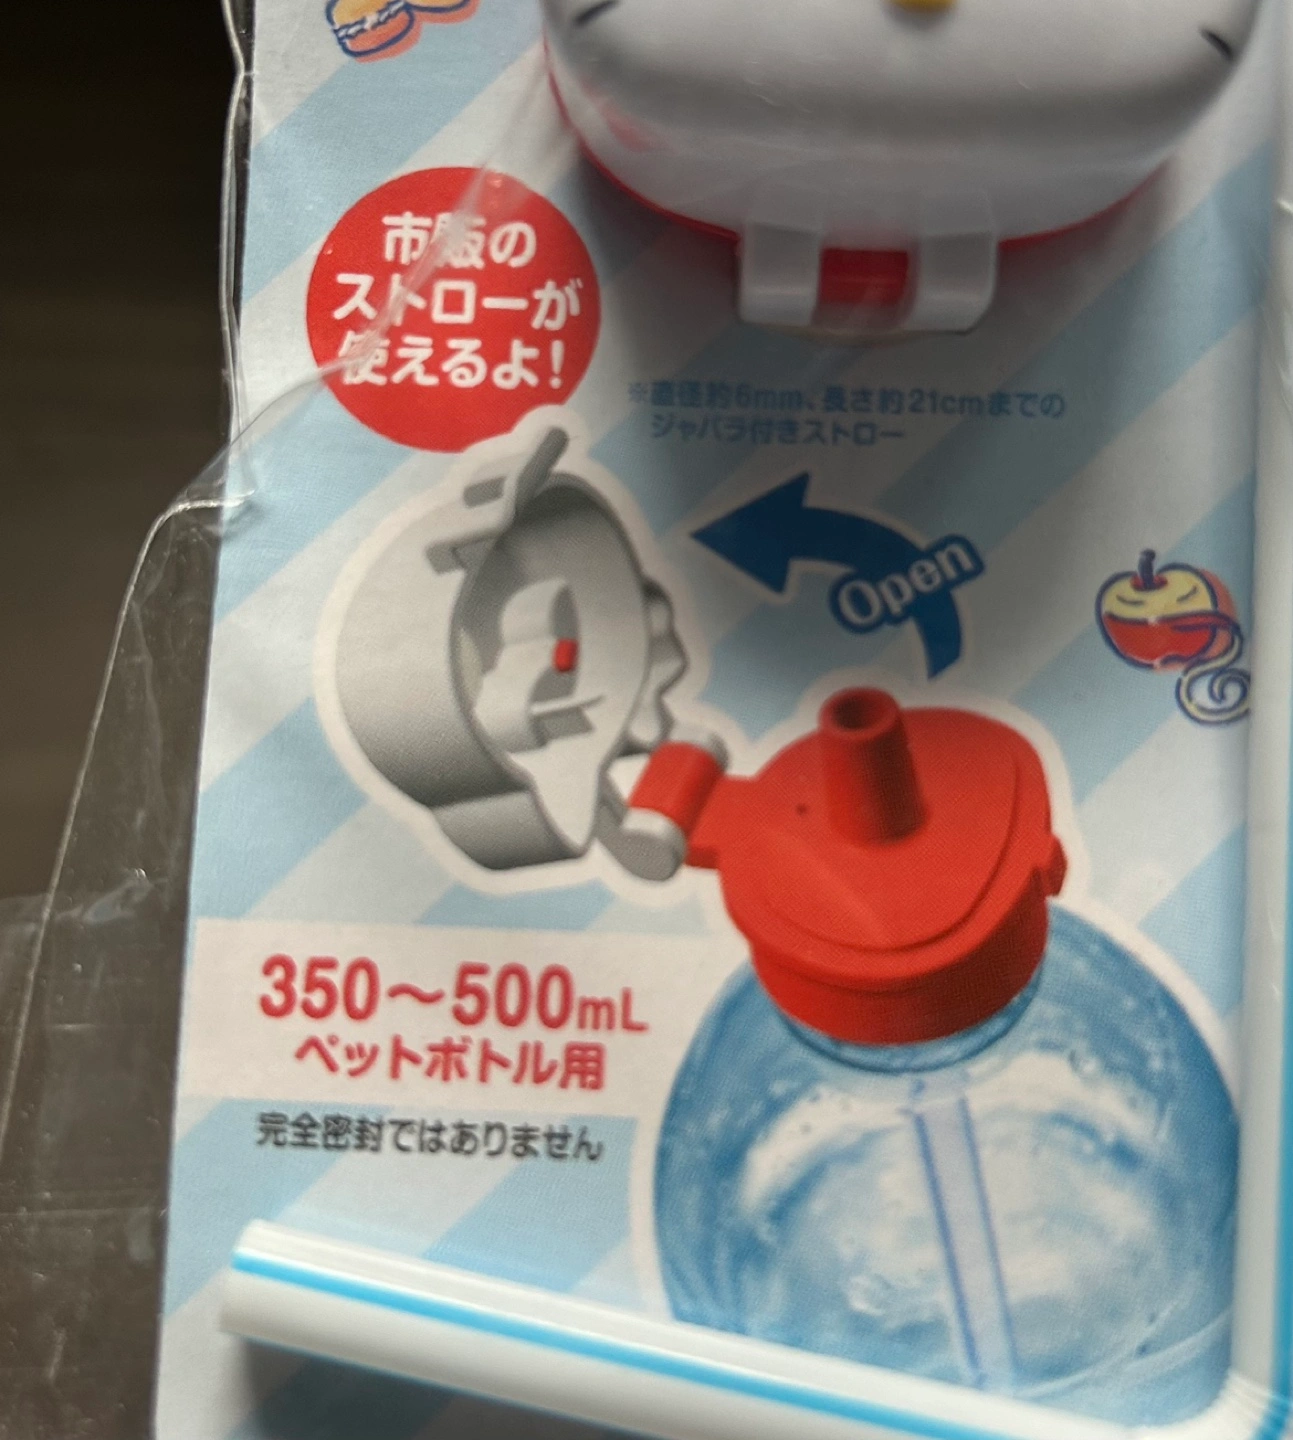 市販の
ストローが
使えるよ!
※直径約6mm、長さ約21cmまでの
ジャバラ付きストロー
Open
350～500mL
ペットボトル用
完全密封ではありません